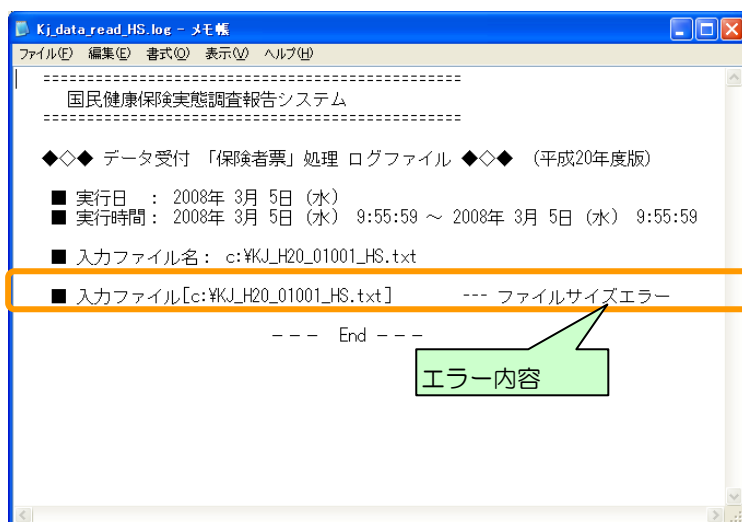 Kj_data_read_HS.log - メモ帳
ファイル(F) 編集(E) 書式(O) 表示(V) ヘルプ(H)
================================================
国民健康保険実態調査報告システム
================================================
◆◇◆ データ受付 「保険者票」処理 ログファイル ◆◇◆ (平成20年度版)
■ 実行日 : 2008年 3月 5日 (水)
■ 実行時間: 2008年 3月 5日 (水) 9:55:59 ～ 2008年 3月 5日 (水) 9:55:59
■ 入力ファイル名: c:¥KJ_H20_01001_HS.txt
■ 入力ファイル[c:¥KJ_H20_01001_HS.txt] --- ファイルサイズエラー
－－－ End －－－
エラー内容